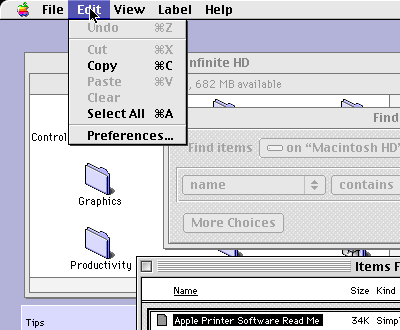 File Edit View Label Help
Undo ⌘Z
Cut ⌘X
Copy ⌘C
Paste ⌘V
Clear
Select All ⌘A
Preferences...
nfinite HD
, 682 MB available
Control
Graphics
Productivity
Find
Find items on “Macintosh HD”
name contains
More Choices
Items F
Name Size Kind
Apple Printer Software Read Me 34K Simpl
Tips